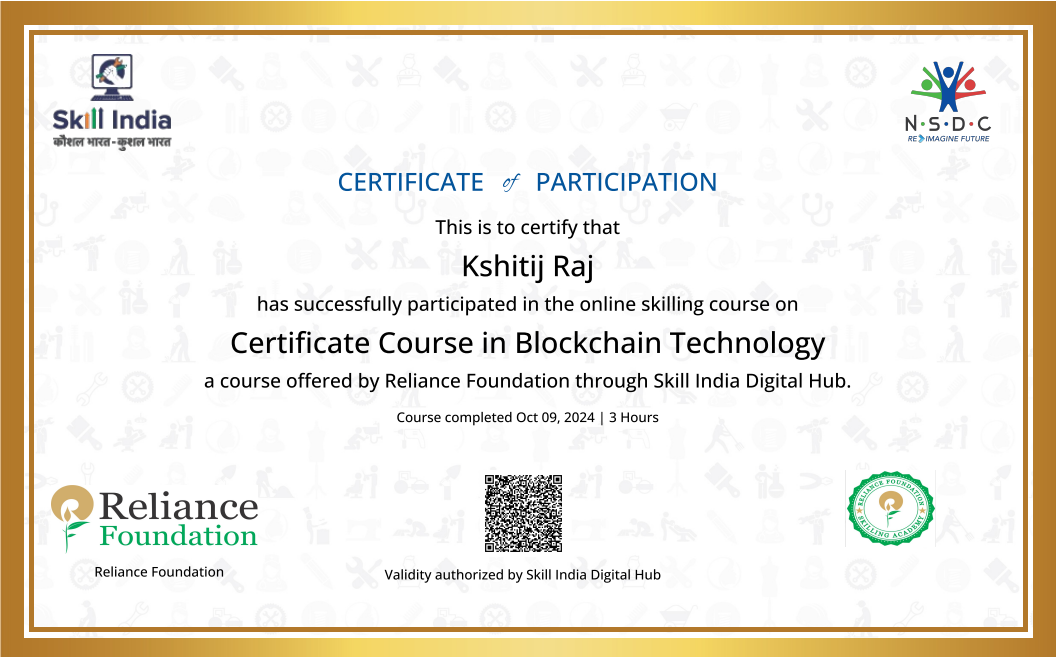 Skill India
कौशल भारत-कुशल भारत
N·S·D·C
RE IMAGINE FUTURE
CERTIFICATE of PARTICIPATION
This is to certify that
Kshitij Raj
has successfully participated in the online skilling course on
Certificate Course in Blockchain Technology
a course offered by Reliance Foundation through Skill India Digital Hub.
Course completed Oct 09, 2024 | 3 Hours
Reliance
Foundation
Reliance Foundation
Validity authorized by Skill India Digital Hub
RELIANCE FOUNDATION
SKILLING ACADEMY